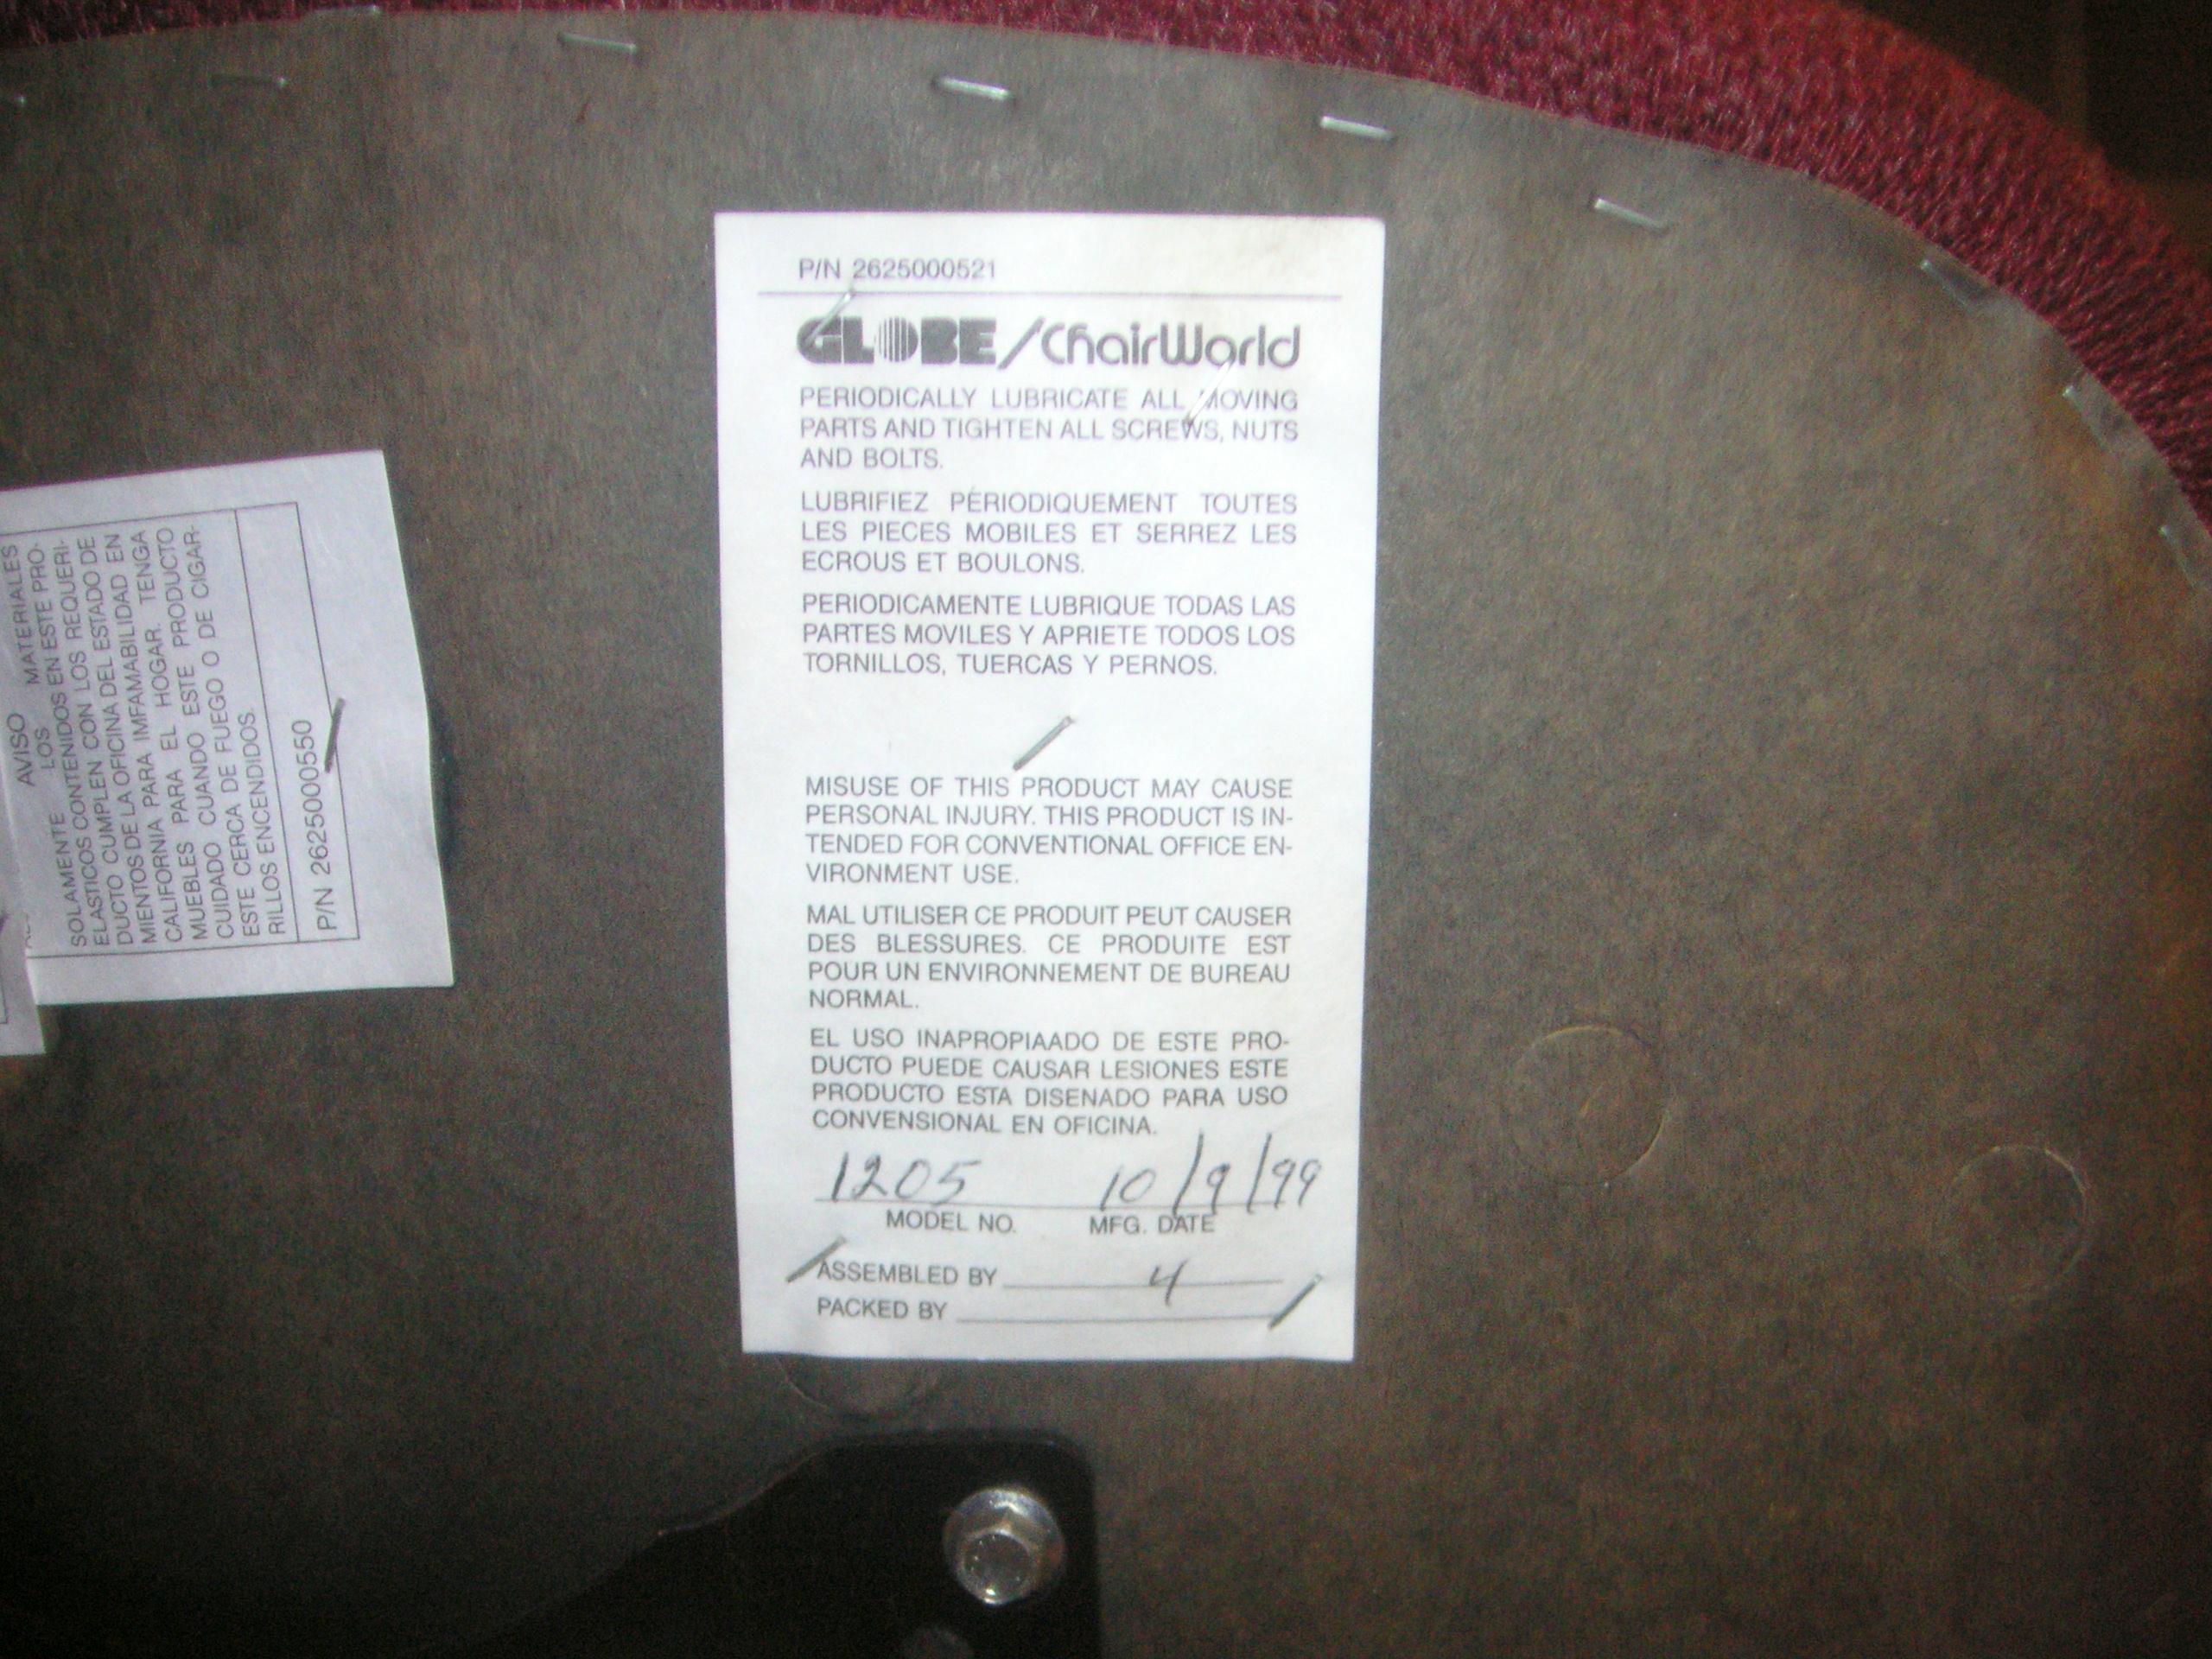 P/N 2625000521
GLOBE/ChairWorld
PERIODICALLY LUBRICATE ALL MOVING
PARTS AND TIGHTEN ALL SCREWS, NUTS
AND BOLTS.
LUBRIFIEZ PÉRIODIQUEMENT TOUTES
LES PIECES MOBILES ET SERREZ LES
ECROUS ET BOULONS.
PERIODICAMENTE LUBRIQUE TODAS LAS
PARTES MOVILES Y APRIETE TODOS LOS
TORNILLOS, TUERCAS Y PERNOS.
MISUSE OF THIS PRODUCT MAY CAUSE
PERSONAL INJURY. THIS PRODUCT IS IN-
TENDED FOR CONVENTIONAL OFFICE EN-
VIRONMENT USE.
MAL UTILISER CE PRODUIT PEUT CAUSER
DES BLESSURES. CE PRODUITE EST
POUR UN ENVIRONNEMENT DE BUREAU
NORMAL.
EL USO INAPROPIAADO DE ESTE PRO-
DUCTO PUEDE CAUSAR LESIONES ESTE
PRODUCTO ESTA DISENADO PARA USO
CONVENSIONAL EN OFICINA.
1205 10/9/99
MODEL NO. MFG. DATE
ASSEMBLED BY 4
PACKED BY
AVISO
SOLAMENTE LOS MATERIALES
ELASTICOS CONTENIDOS EN ESTE PRO-
DUCTO CUMPLEN CON LOS REQUERI-
MIENTOS DE LA OFICINA DEL ESTADO DE
CALIFORNIA PARA IMFAMABILIDAD EN
MUEBLES PARA EL HOGAR. TENGA
CUIDADO CUANDO ESTE PRODUCTO
ESTE CERCA DE FUEGO O DE CIGAR-
RILLOS ENCENDIDOS.
P/N 2625000550